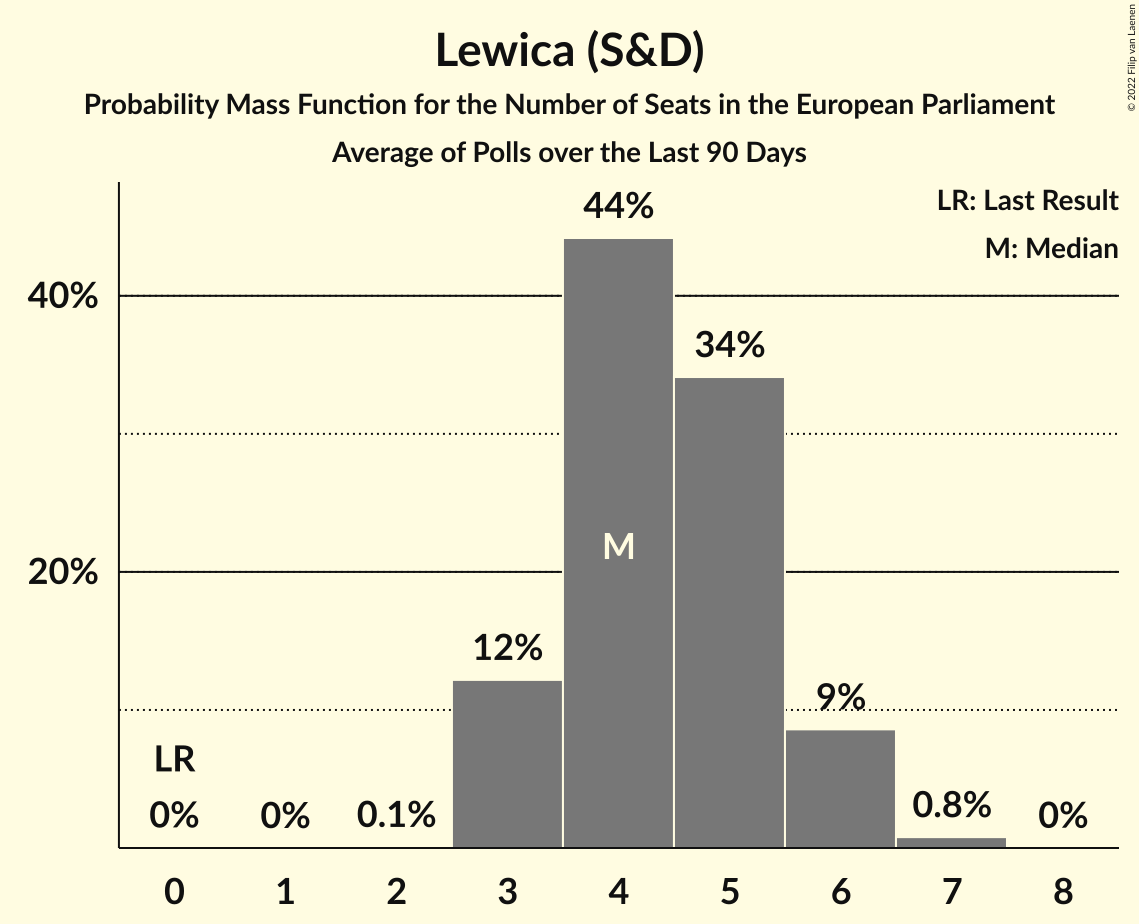 Lewica (S&D)
Probability Mass Function for the Number of Seats in the European Parliament
Average of Polls over the Last 90 Days
© 2022 Filip van Laenen
LR: Last Result
M: Median
44%
40%
34%
M
20%
12%
9%
LR
0%
0%
0.1%
0.8%
0%
0 1 2 3 4 5 6 7 8